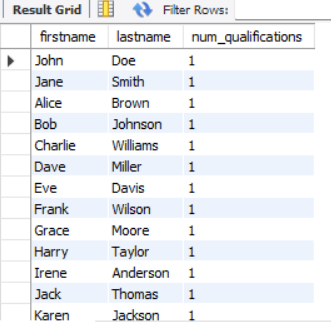 Result Grid Filter Rows:
firstname lastname num_qualifications
John Doe 1
Jane Smith 1
Alice Brown 1
Bob Johnson 1
Charlie Williams 1
Dave Miller 1
Eve Davis 1
Frank Wilson 1
Grace Moore 1
Harry Taylor 1
Irene Anderson 1
Jack Thomas 1
Karen Jackson 1